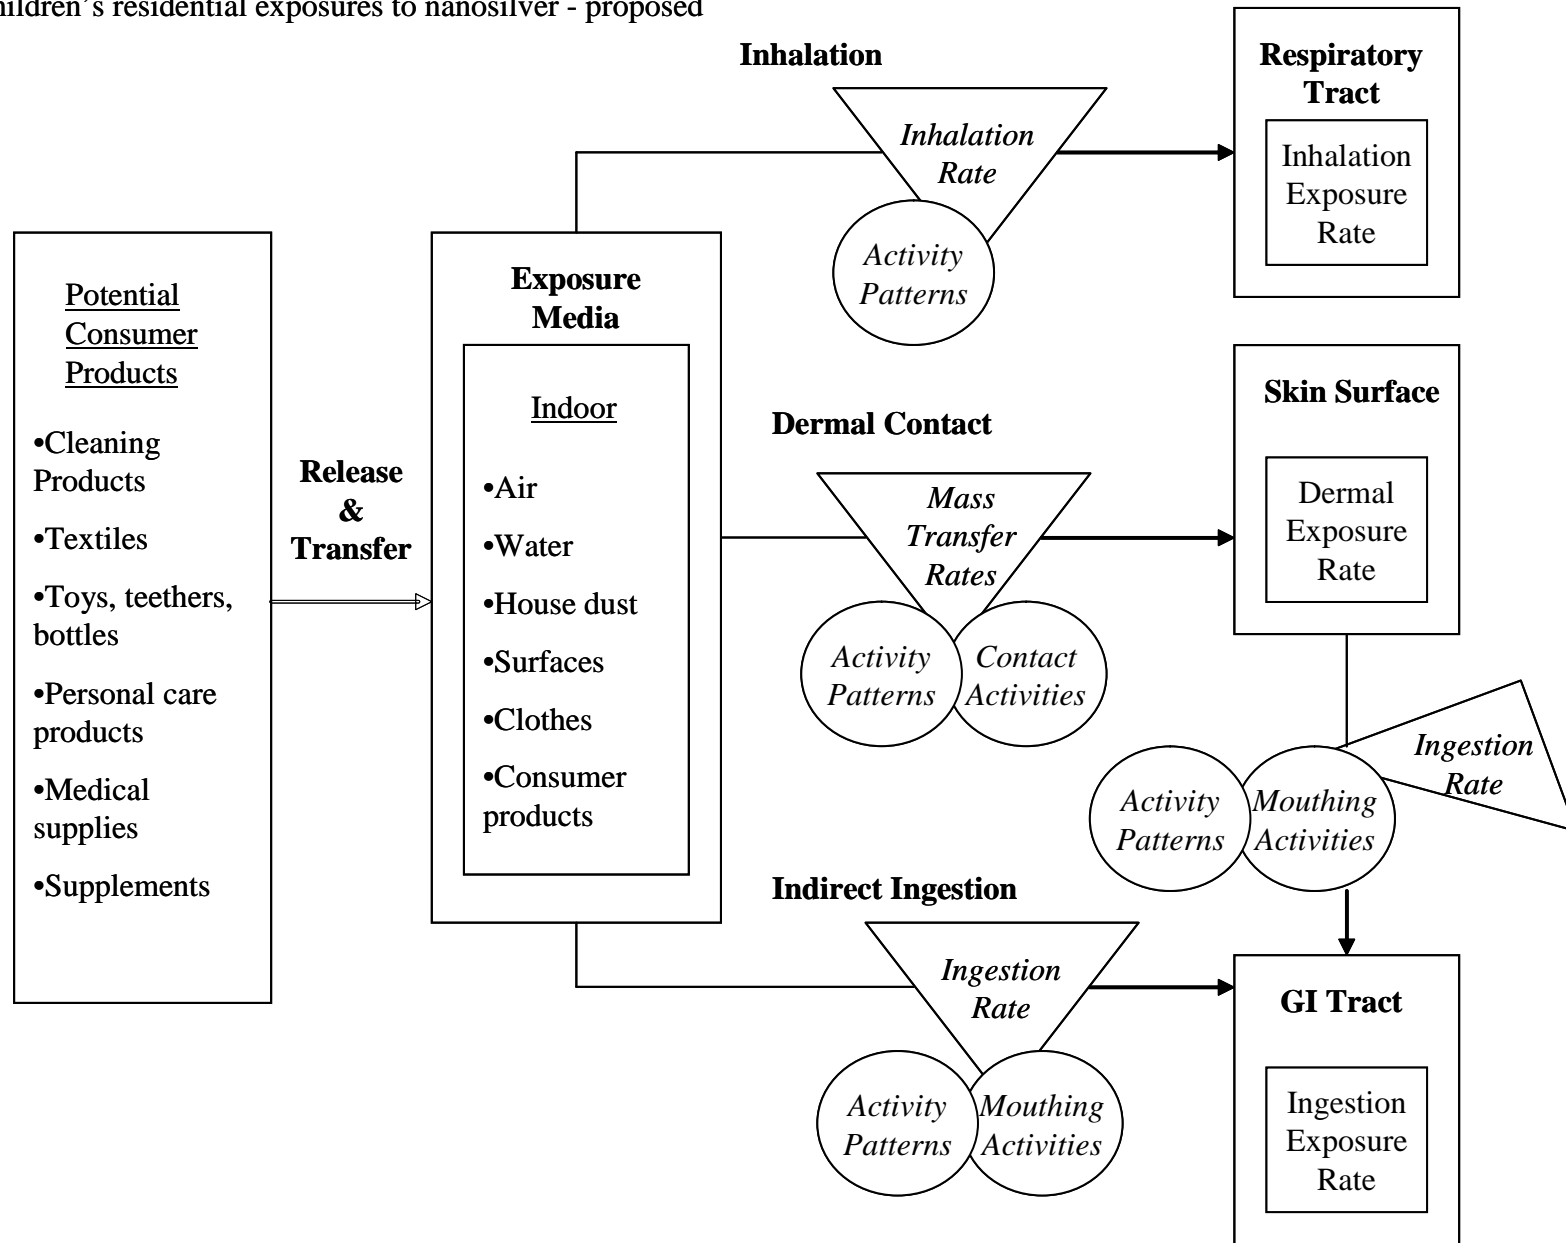 ildren's residential exposures to nanosilver - proposed
Potential
Consumer
Products
•Cleaning
Products
•Textiles
•Toys, teethers,
bottles
•Personal care
products
•Medical
supplies
•Supplements
Release
&
Transfer
Exposure
Media
Indoor
•Air
•Water
•House dust
•Surfaces
•Clothes
•Consumer
products
Inhalation
Inhalation
Rate
Activity
Patterns
Respiratory
Tract
Inhalation
Exposure
Rate
Dermal Contact
Mass
Transfer
Rates
Activity
Patterns
Contact
Activities
Skin Surface
Dermal
Exposure
Rate
Ingestion
Rate
Activity
Patterns
Mouthing
Activities
Indirect Ingestion
Ingestion
Rate
Activity
Patterns
Mouthing
Activities
GI Tract
Ingestion
Exposure
Rate